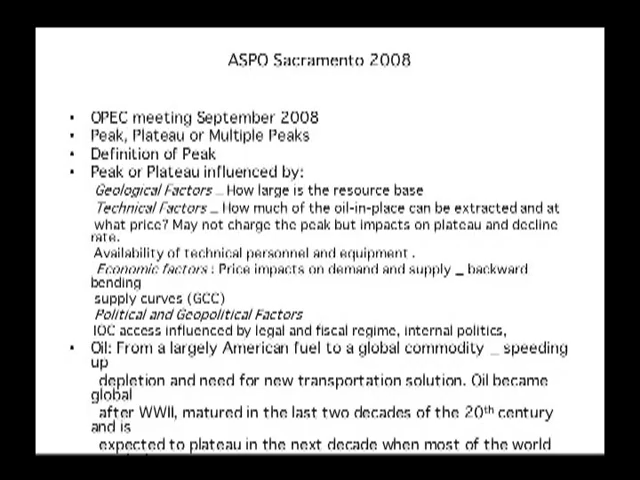 ASPO Sacramento 2008
• OPEC meeting September 2008
• Peak, Plateau or Multiple Peaks
• Definition of Peak
• Peak or Plateau influenced by:
Geological Factors _ How large is the resource base
Technical Factors _ How much of the oil-in-place can be extracted and at
what price? May not charge the peak but impacts on plateau and decline
rate.
Availability of technical personnel and equipment .
Economic factors : Price impacts on demand and supply _ backward
bending
supply curves (GCC)
Political and Geopolitical Factors
IOC access influenced by legal and fiscal regime, internal politics,
• Oil: From a largely American fuel to a global commodity _ speeding
up
depletion and need for new transportation solution. Oil became
global
after WWII, matured in the last two decades of the 20th century
and is
expected to plateau in the next decade when most of the world